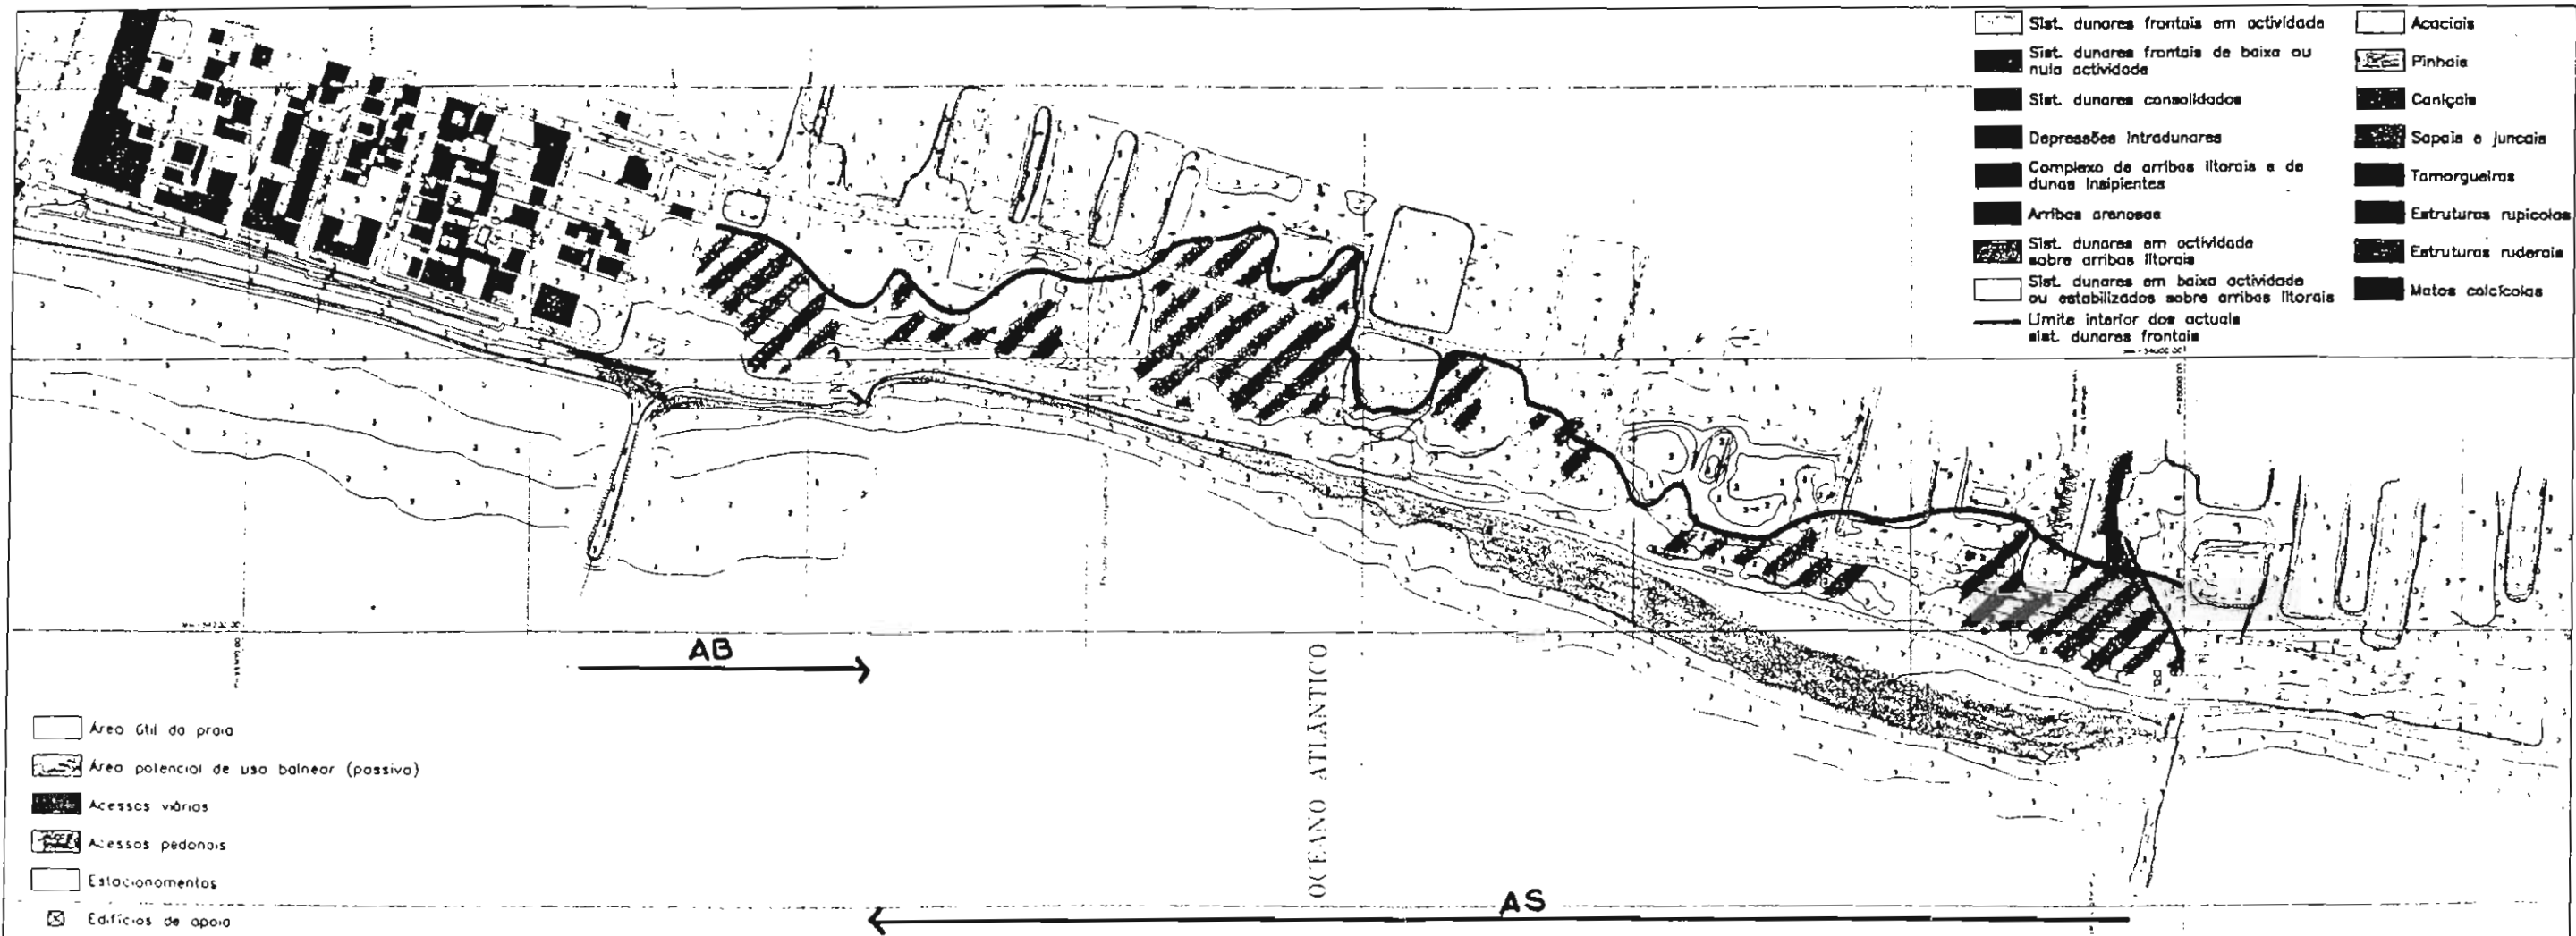 Sist. dunares frontais em actividade
Sist. dunares frontais de baixa ou
nula actividade
Sist. dunares consolidados
Depressões intradunares
Complexo de arribas litorais e de
dunas insipientes
Arribas arenosas
Sist. dunares em actividade
sobre arribas litorais
Sist. dunares em baixa actividade
ou estabilizados sobre arribas litorais
Limite interior dos actuais
sist. dunares frontais
Acaciais
Pinhais
Caniçais
Sapais e juncais
Tamargueiras
Estruturas rupicolas
Estruturas ruderais
Matos calcícolas
AB
OCEANO ATLÂNTICO
AS
Área útil da praia
Área potencial de uso balnear (passivo)
Acessos viários
Acessos pedonais
Estacionamentos
Edifícios de apoio